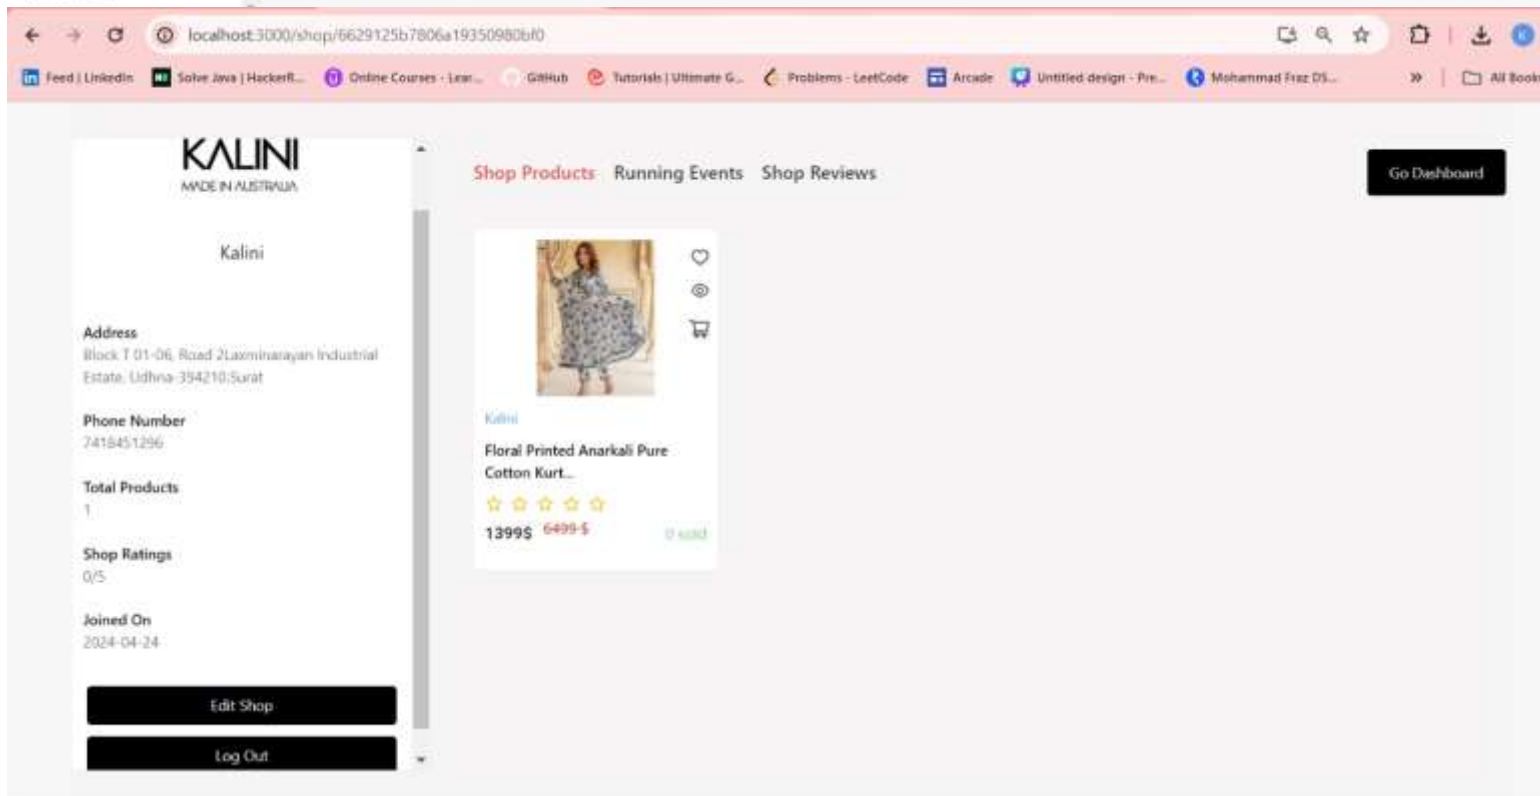 localhost:3000/shop/6629125b7806a19350980bf0
Feed | LinkedIn Solve Java | HackerR... Online Courses - Lear... GitHub Tutorials | Ultimate G... Problems - LeetCode Arcade Untitled design - Pre... Mohammad Fraz DS... » All Book
KALINI
MADE IN AUSTRALIA
Kalini
Address
Block T 01-06, Road 2Laxminarayan Industrial
Estate, Udhna-394210,Surat
Phone Number
7418451296
Total Products
1
Shop Ratings
0/5
Joined On
2024-04-24
Edit Shop
Log Out
Shop Products Running Events Shop Reviews
Go Dashboard
Kalini
Floral Printed Anarkali Pure
Cotton Kurt...
1399$ 6499 $ 0 sold